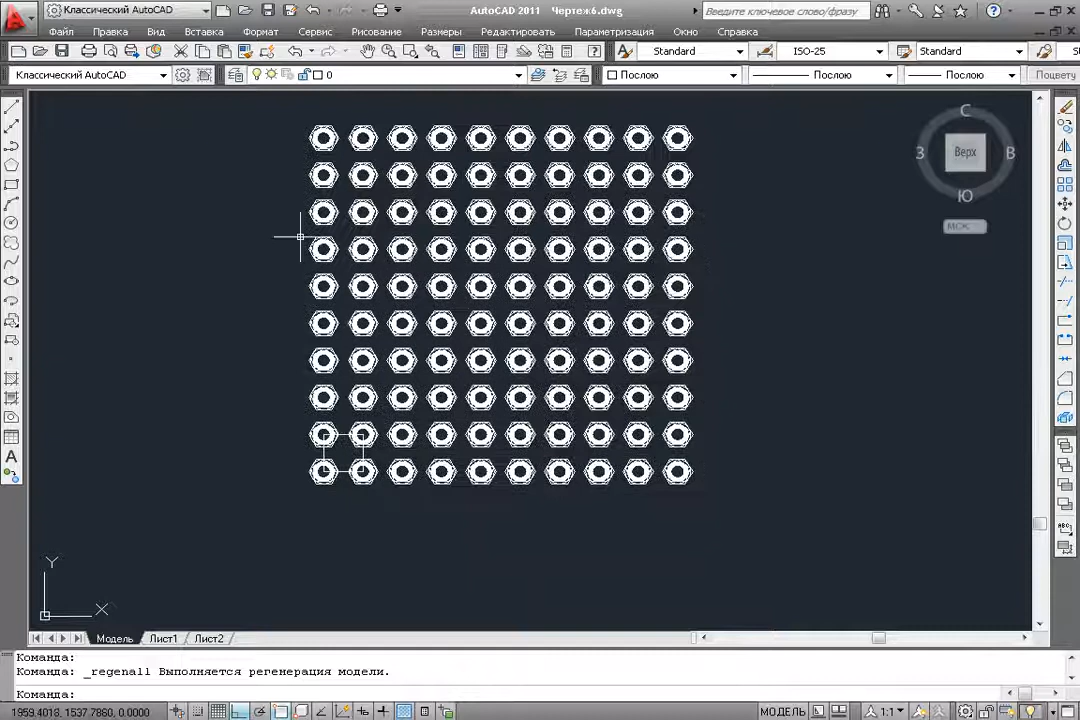 Классический AutoCAD
AutoCAD 2011 Чертеж6.dwg
Введите ключевое слово/фразу
Файл Правка Вид Вставка Формат Сервис Рисование Размеры Редактировать Параметризация Окно Справка
Standard ISO-25 Standard
Классический AutoCAD 0 Послою Послою Послою Поцвету
С
З Верх В
Ю
МСК
Y
X
Модель Лист1 Лист2
Команда:
Команда: _regenall Выполняется регенерация модели.
Команда:
1959.4018, 1537.7860, 0.0000 МОДЕЛЬ 1:1